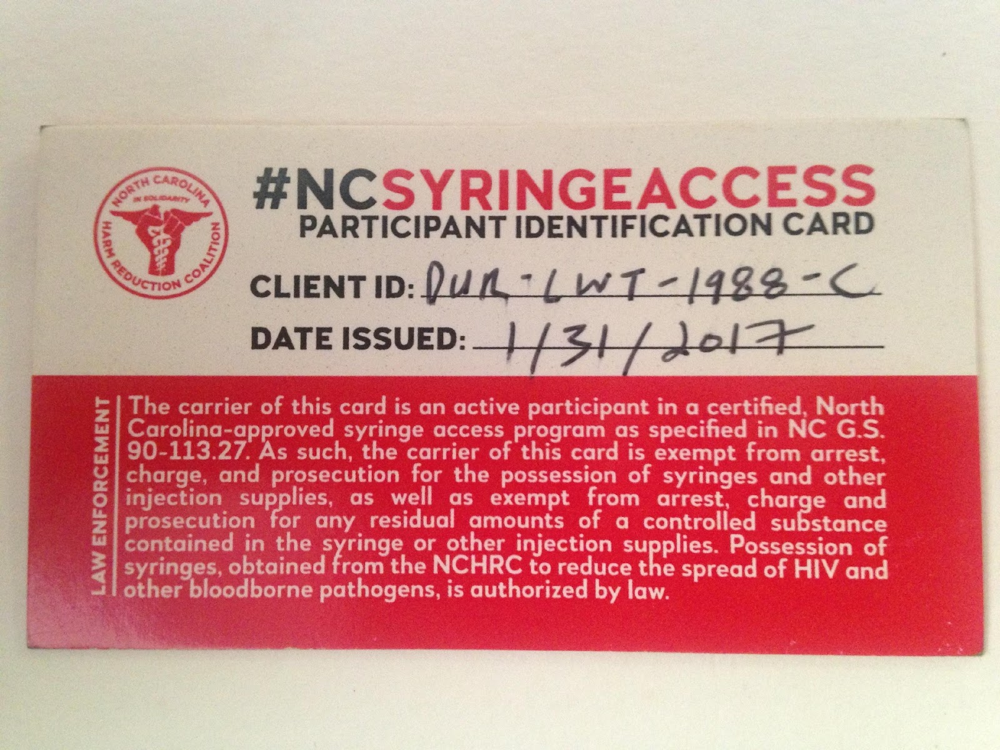 NORTH CAROLINA
IN SOLIDARITY
HARM REDUCTION COALITION
#NCSYRINGEACCESS
PARTICIPANT IDENTIFICATION CARD
CLIENT ID: DUR-LWT-1988-C
DATE ISSUED: 1/31/2017
LAW ENFORCEMENT
The carrier of this card is an active participant in a certified, North
Carolina-approved syringe access program as specified in NC G.S.
90-113.27. As such, the carrier of this card is exempt from arrest,
charge, and prosecution for the possession of syringes and other
injection supplies, as well as exempt from arrest, charge and
prosecution for any residual amounts of a controlled substance
contained in the syringe or other injection supplies. Possession of
syringes, obtained from the NCHRC to reduce the spread of HIV and
other bloodborne pathogens, is authorized by law.